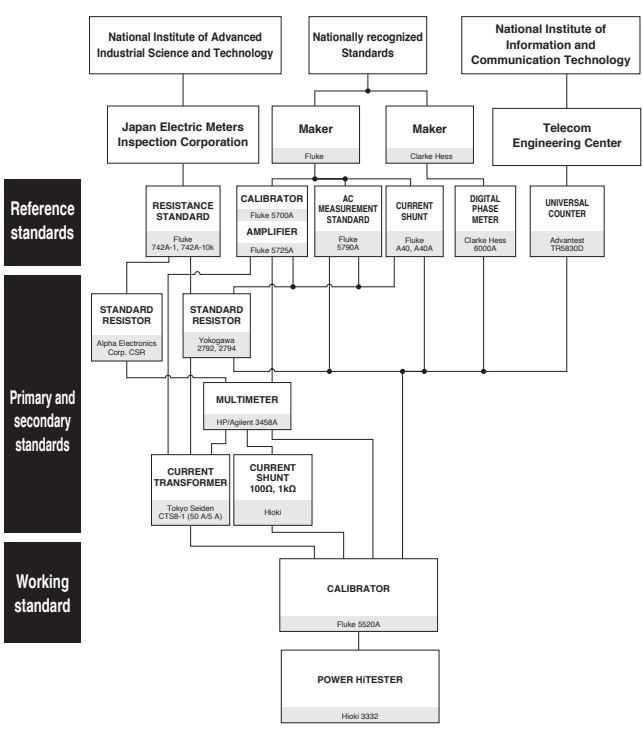 National Institute of Advanced
Industrial Science and Technology
Nationally recognized
Standards
National Institute of
Information and
Communication Technology
Japan Electric Meters
Inspection Corporation
Maker
Fluke
Maker
Clarke Hess
Telecom
Engineering Center
Reference
standards
RESISTANCE
STANDARD
Fluke
742A-1, 742A-10k
CALIBRATOR
Fluke 5700A
AMPLIFIER
Fluke 5725A
AC
MEASUREMENT
STANDARD
Fluke
5790A
CURRENT
SHUNT
Fluke
A40, A40A
DIGITAL
PHASE
METER
Clarke Hess
6000A
UNIVERSAL
COUNTER
Advantest
TR5830D
Primary and
secondary
standards
STANDARD
RESISTOR
Alpha Electronics
Corp. CSR
STANDARD
RESISTOR
Yokogawa
2792, 2794
MULTIMETER
HP/Agilent 3458A
CURRENT
TRANSFORMER
Tokyo Seiden
CTS8-1 (50 A/5 A)
CURRENT
SHUNT
100Ω, 1kΩ
Hioki
Working
standard
CALIBRATOR
Fluke 5520A
POWER HiTESTER
Hioki 3332